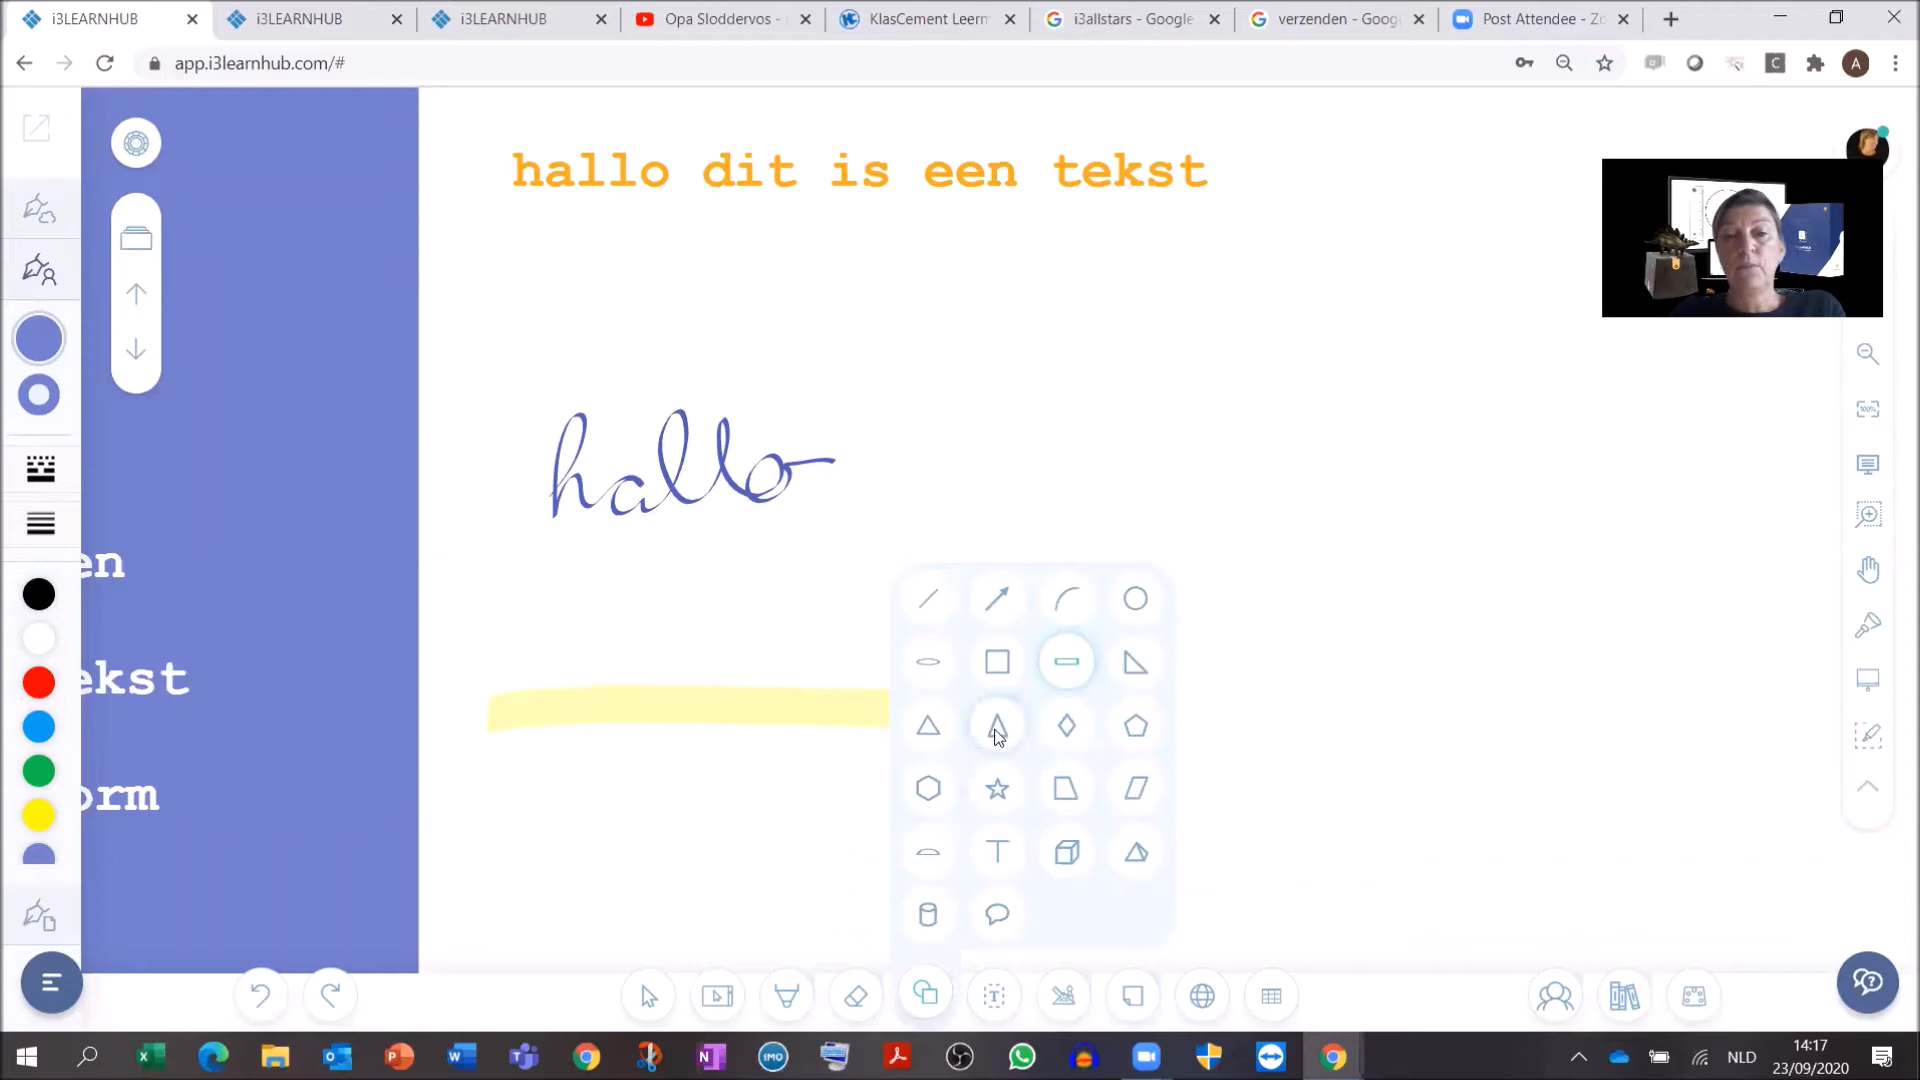 i3LEARNHUB
i3LEARNHUB
i3LEARNHUB
Opa Sloddervos -
KlasCement Leerm
i3allstars - Google
verzenden - Goog
Post Attendee - Zo
app.i3learnhub.com/#
A
hallo dit is een tekst
hallo
en
ekst
orm
100%
NLD
14:17
23/09/2020